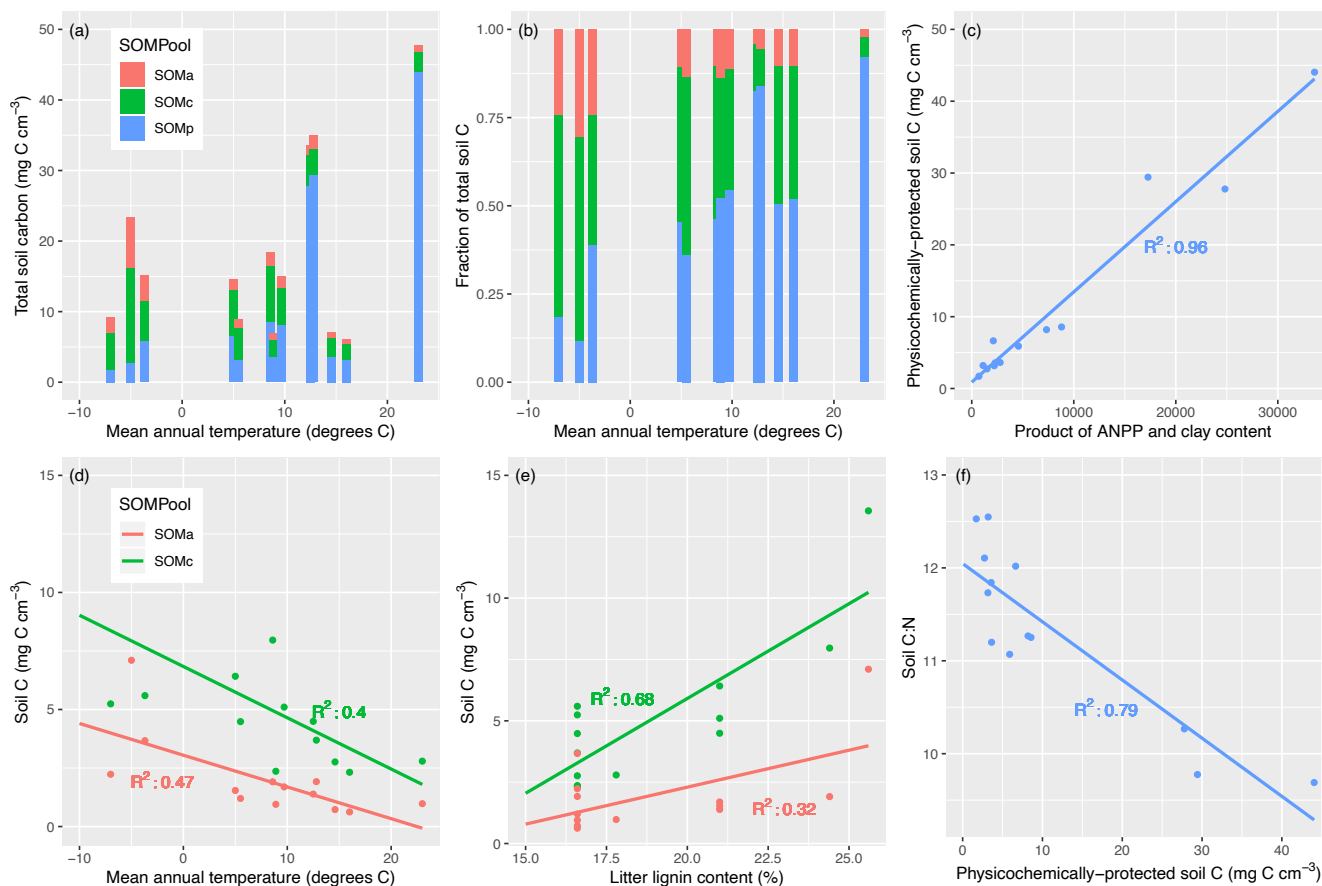 (a)
SOMPool
SOMa
SOMc
SOMp
50
40
30
20
10
0
Total soil carbon (mg C cm⁻³)
−10 0 10 20
Mean annual temperature (degrees C)
(b)
1.00
0.75
0.50
0.25
0.00
Fraction of total soil C
−10 0 10 20
Mean annual temperature (degrees C)
(c)
50
40
30
20
10
0
Physicochemically−protected soil C (mg C cm⁻³)
R²:0.96
0 10000 20000 30000
Product of ANPP and clay content
(d)
SOMPool
SOMa
SOMc
15
10
5
0
Soil C (mg C cm⁻³)
R²:0.4
R²:0.47
−10 0 10 20
Mean annual temperature (degrees C)
(e)
15
10
5
0
Soil C (mg C cm⁻³)
R²:0.68
R²:0.32
15.0 17.5 20.0 22.5 25.0
Litter lignin content (%)
(f)
13
12
11
10
Soil C:N
R²:0.79
0 10 20 30 40
Physicochemically−protected soil C (mg C cm⁻³)